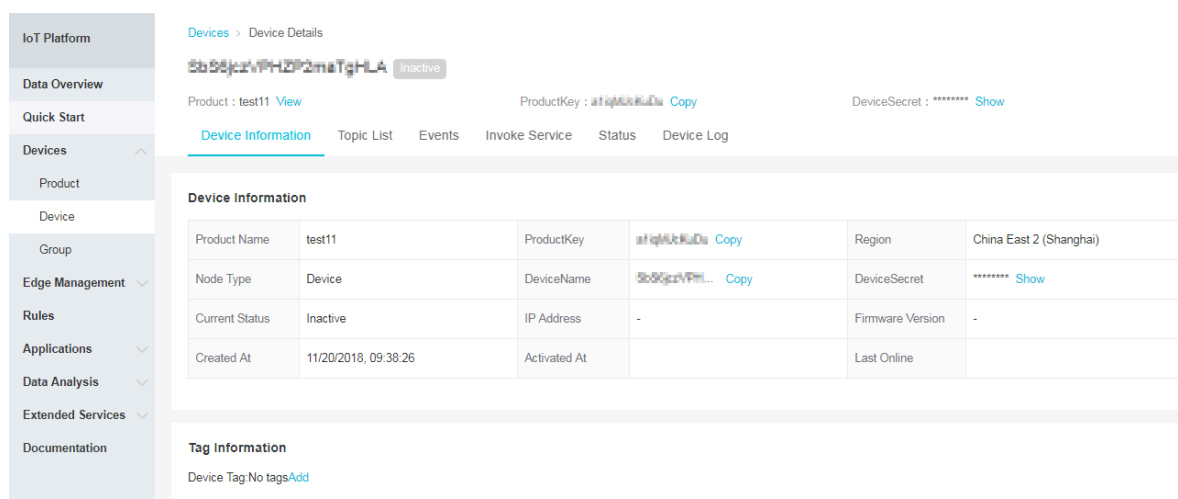 IoT Platform
Data Overview
Quick Start
Devices
Product
Device
Group
Edge Management
Rules
Applications
Data Analysis
Extended Services
Documentation
Devices > Device Details
Inactive
Product : test11 View
ProductKey : Copy
DeviceSecret : ******** Show
Device Information Topic List Events Invoke Service Status Device Log
Device Information
Product Name test11 ProductKey Copy Region China East 2 (Shanghai)
Node Type Device DeviceName ... Copy DeviceSecret ******** Show
Current Status Inactive IP Address - Firmware Version -
Created At 11/20/2018, 09:38:26 Activated At Last Online
Tag Information
Device Tag:No tagsAdd